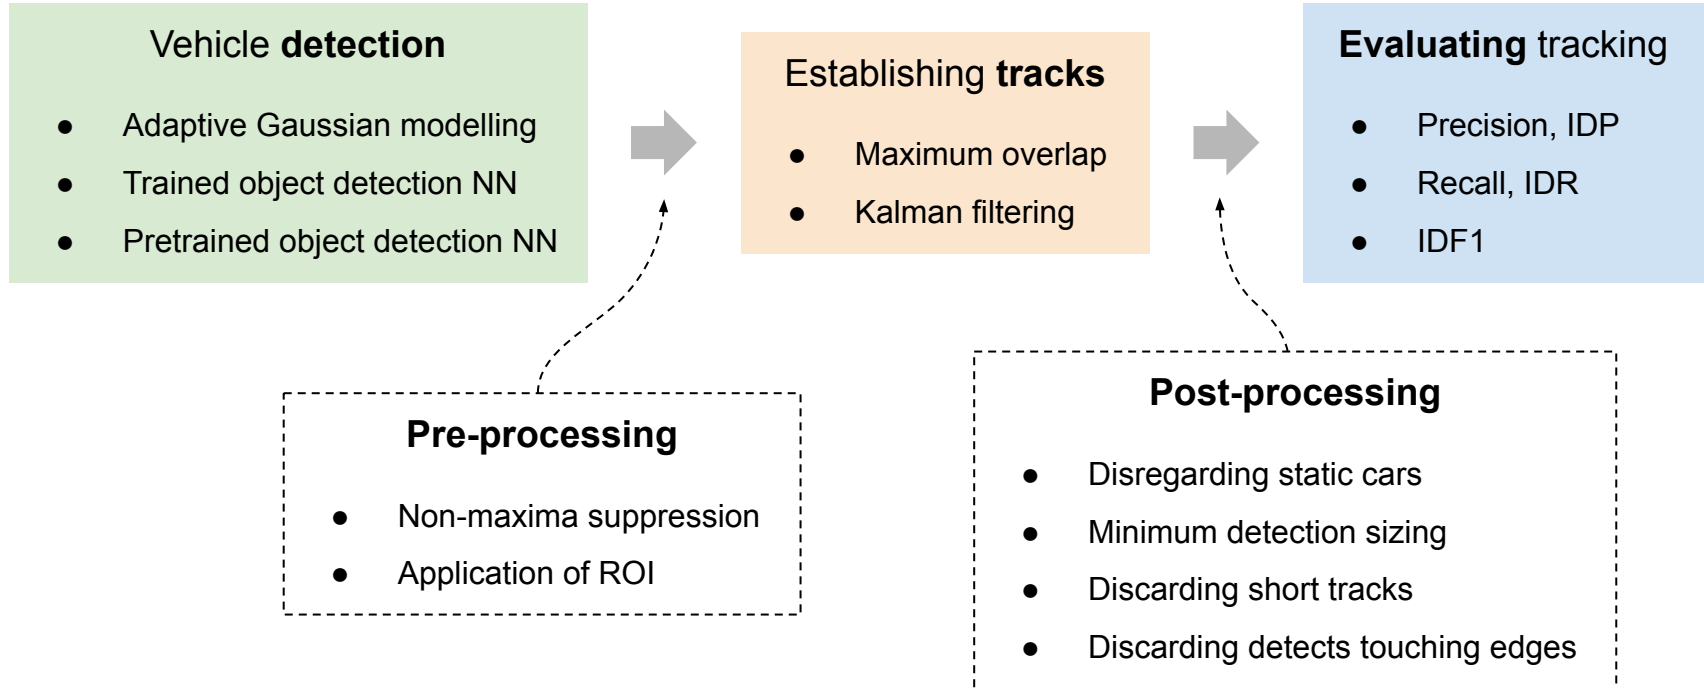 Vehicle detection
● Adaptive Gaussian modelling
● Trained object detection NN
● Pretrained object detection NN
Establishing tracks
● Maximum overlap
● Kalman filtering
Evaluating tracking
● Precision, IDP
● Recall, IDR
● IDF1
Pre-processing
● Non-maxima suppression
● Application of ROI
Post-processing
● Disregarding static cars
● Minimum detection sizing
● Discarding short tracks
● Discarding detects touching edges